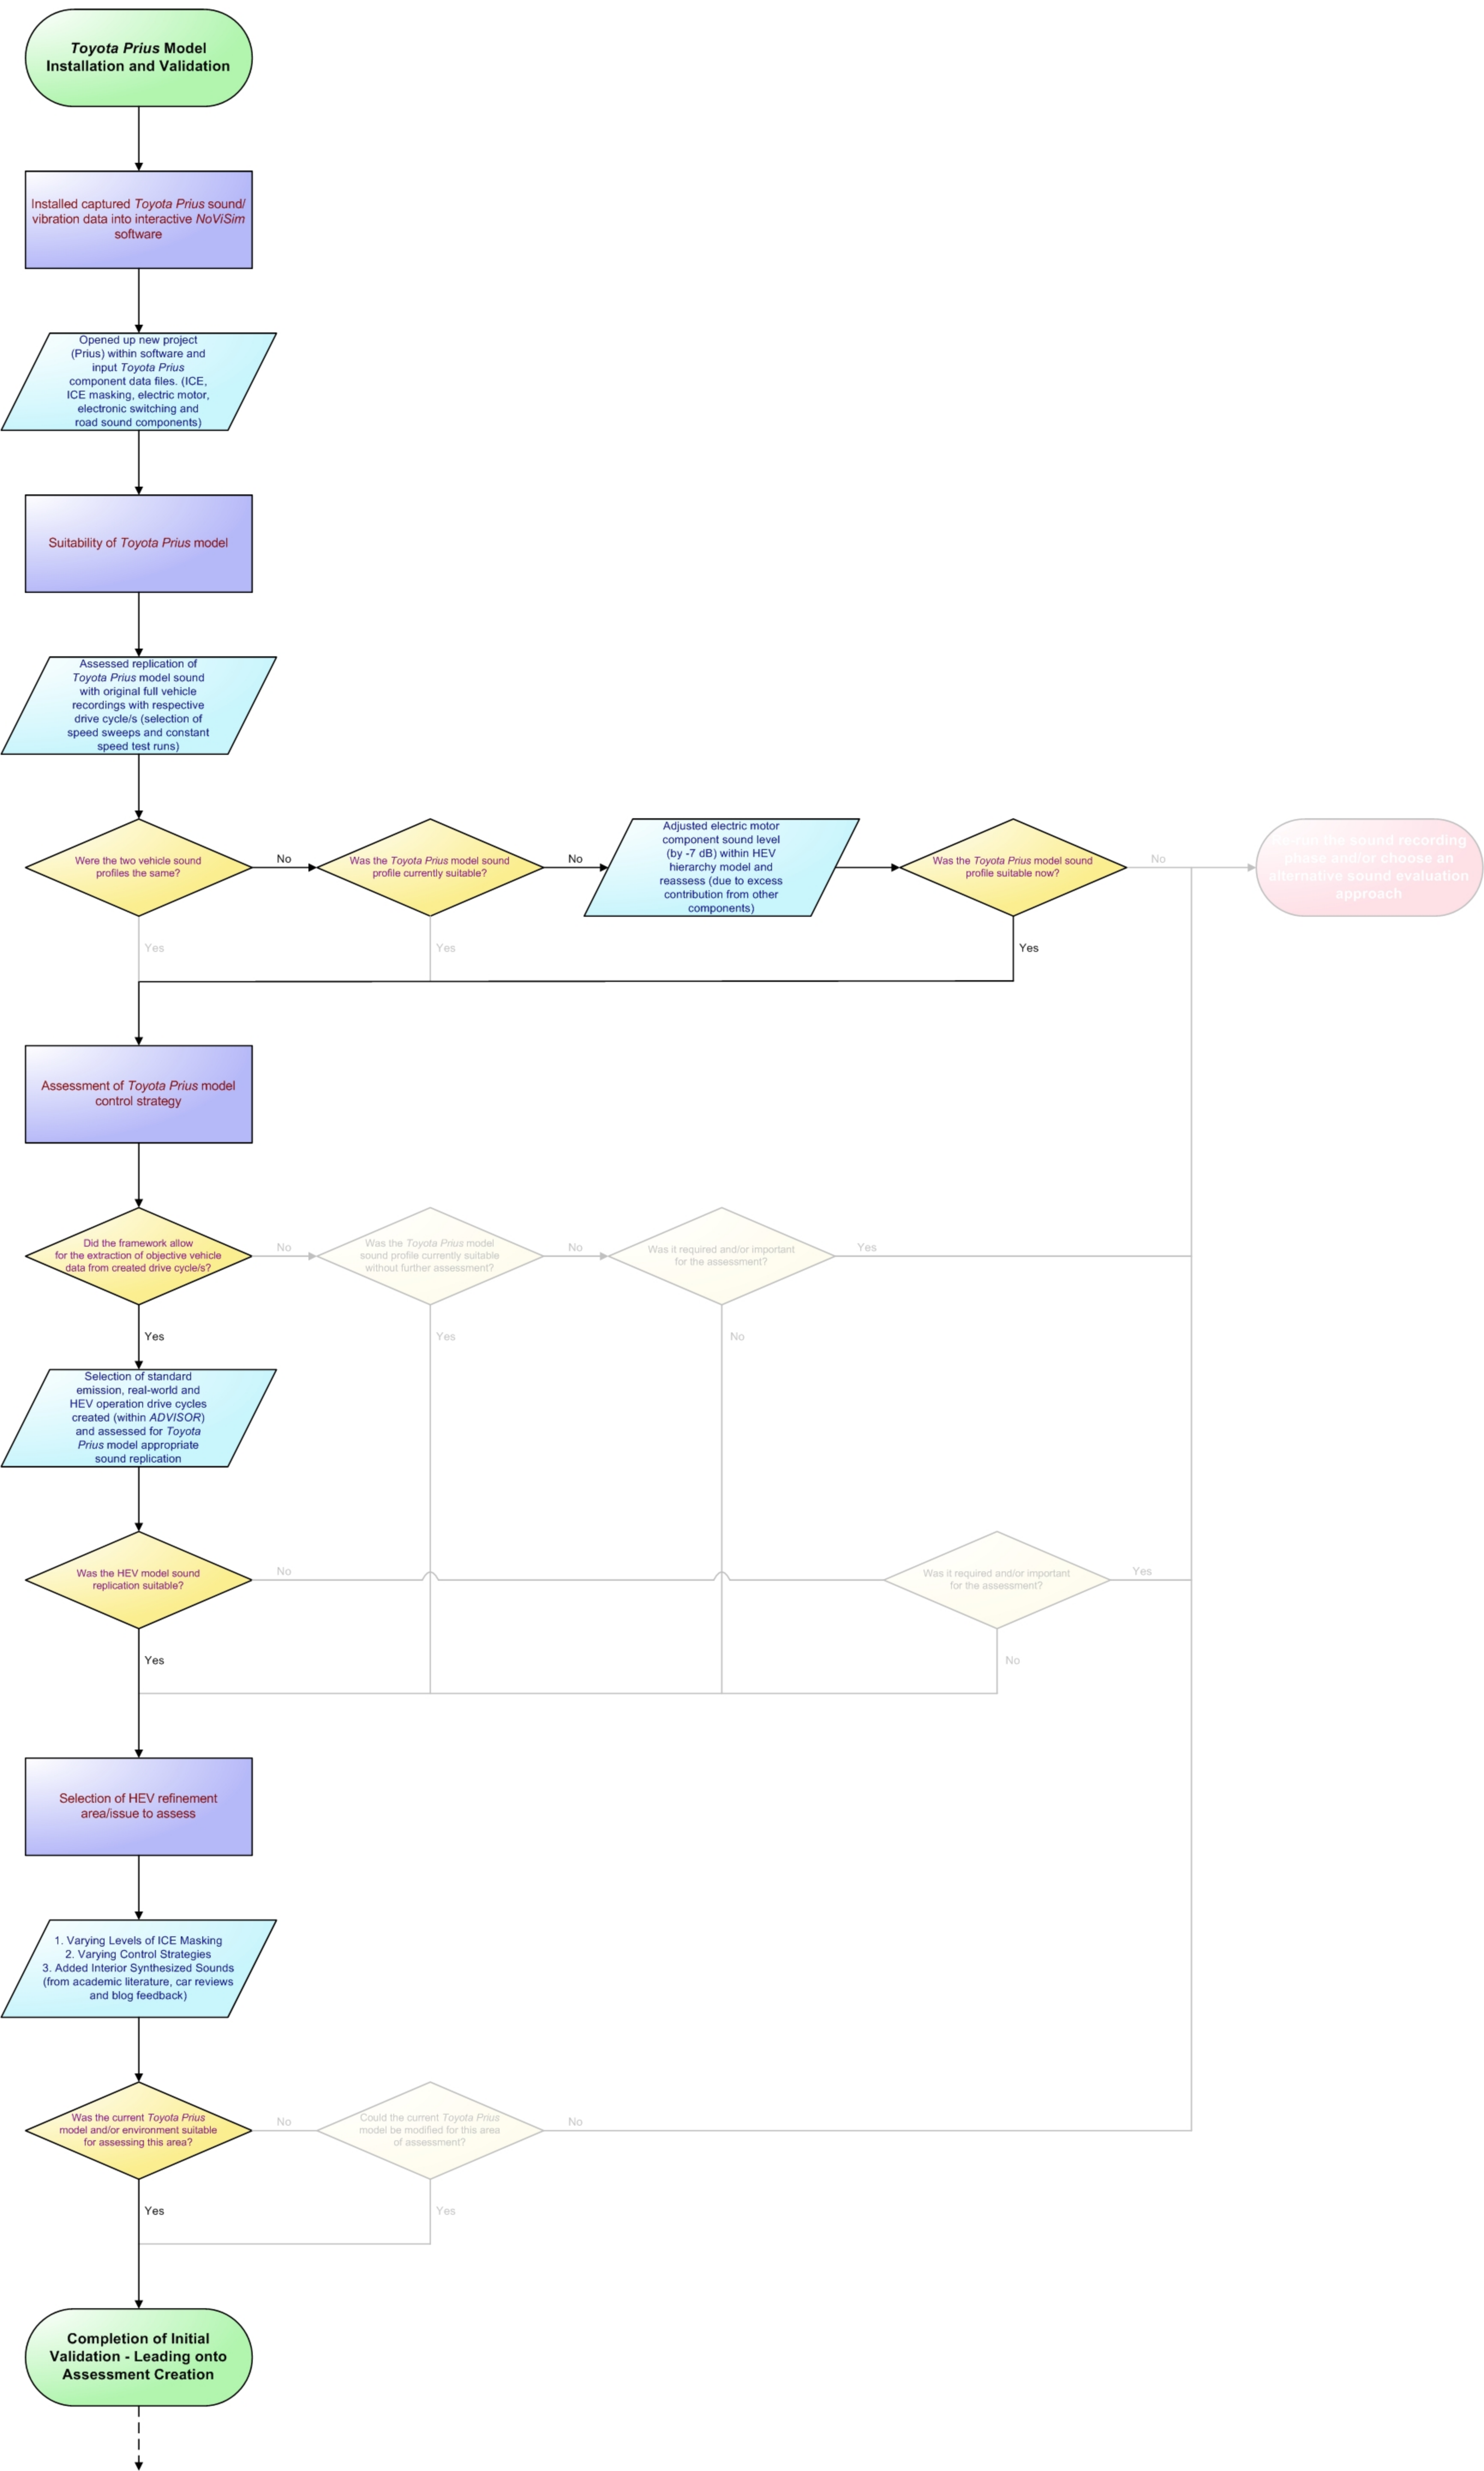 Toyota Prius Model
Installation and Validation
Installed captured Toyota Prius sound/
vibration data into interactive NoViSim
software
Opened up new project
(Prius) within software and
input Toyota Prius
component data files. (ICE,
ICE masking, electric motor,
electronic switching and
road sound components)
Suitability of Toyota Prius model
Assessed replication of
Toyota Prius model sound
with original full vehicle
recordings with respective
drive cycle/s (selection of
speed sweeps and constant
speed test runs)
Were the two vehicle sound
profiles the same?
No
Yes
Was the Toyota Prius model sound
profile currently suitable?
No
Yes
Adjusted electric motor
component sound level
(by -7 dB) within HEV
hierarchy model and
reassess (due to excess
contribution from other
components)
Was the Toyota Prius model sound
profile suitable now?
No
Yes
the sound recording
phase and/or choose an
alternative sound evaluation
approach
Assessment of Toyota Prius model
control strategy
Did the framework allow
for the extraction of objective vehicle
data from created drive cycle/s?
No
Yes
Was the Toyota Prius model
sound profile currently suitable
without further assessment?
No
Yes
Was it required and/or important
for the assessment?
Yes
No
Selection of standard
emission, real-world and
HEV operation drive cycles
created (within ADVISOR)
and assessed for Toyota
Prius model appropriate
sound replication
Was the HEV model sound
replication suitable?
No
Yes
Was it required and/or important
for the assessment?
Yes
No
Selection of HEV refinement
area/issue to assess
1. Varying Levels of ICE Masking
2. Varying Control Strategies
3. Added Interior Synthesized Sounds
(from academic literature, car reviews
and blog feedback)
Was the current Toyota Prius
model and/or environment suitable
for assessing this area?
No
Yes
Could the current Toyota Prius
model be modified for this area
of assessment?
No
Yes
Completion of Initial
Validation - Leading onto
Assessment Creation